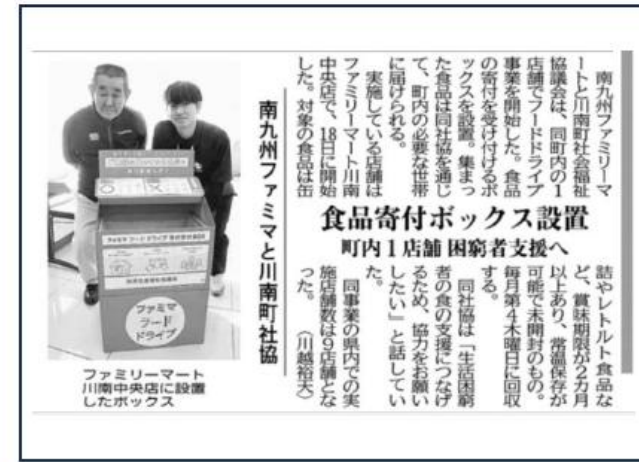 食品寄付ボックス設置
町内1店舗 困窮者支援へ
南九州ファミマと川南町社協
南九州ファミリーマ
ートと川南町社会福祉
協議会は、同町内の1
店舗でフードドライブ
事業を開始した。食品
の寄付を受け付けるボ
ックスを設置。集まっ
た食品は同社協を通じ
て、町内の必要な世帯
に届けられる。
実施している店舗は
ファミリーマート川南
中央店で、18日に開始
した。対象の食品は缶
詰やレトルト食品な
ど、賞味期限が2カ月
以上あり、常温保存が
可能で未開封のもの。
毎月第4木曜日に回収
する。
同社協は「生活困窮
者の食の支援につなげ
るため、協力をお願い
したい」と話してい
た。
同事業の県内での実
施店舗数は9店舗とな
った。（川越裕天）
ファミマ
フード
ドライブ
ファミリーマート
川南中央店に設置
したボックス